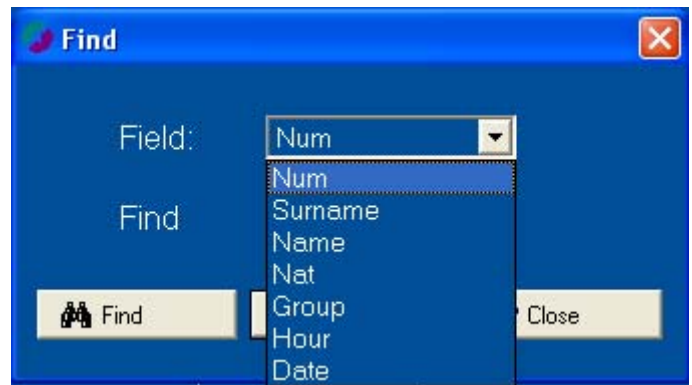 Find
Field: Num
Num
Surname
Find
Name
Nat
Group
Find Close
Hour
Date